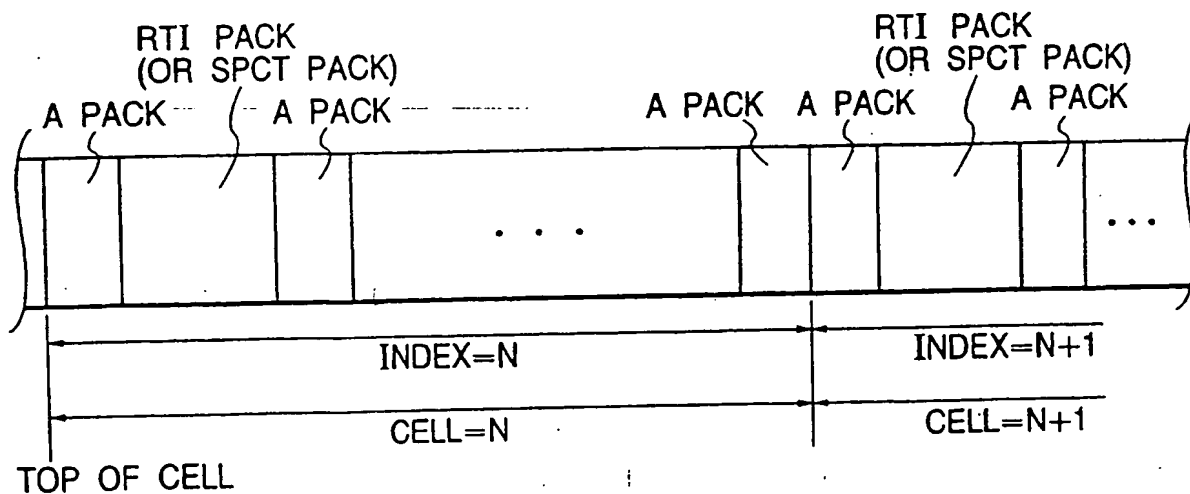 RTI PACK
(OR SPCT PACK)
RTI PACK
(OR SPCT PACK)
A PACK
A PACK
A PACK
A PACK
A PACK
. . .
...
INDEX=N
INDEX=N+1
CELL=N
CELL=N+1
TOP OF CELL